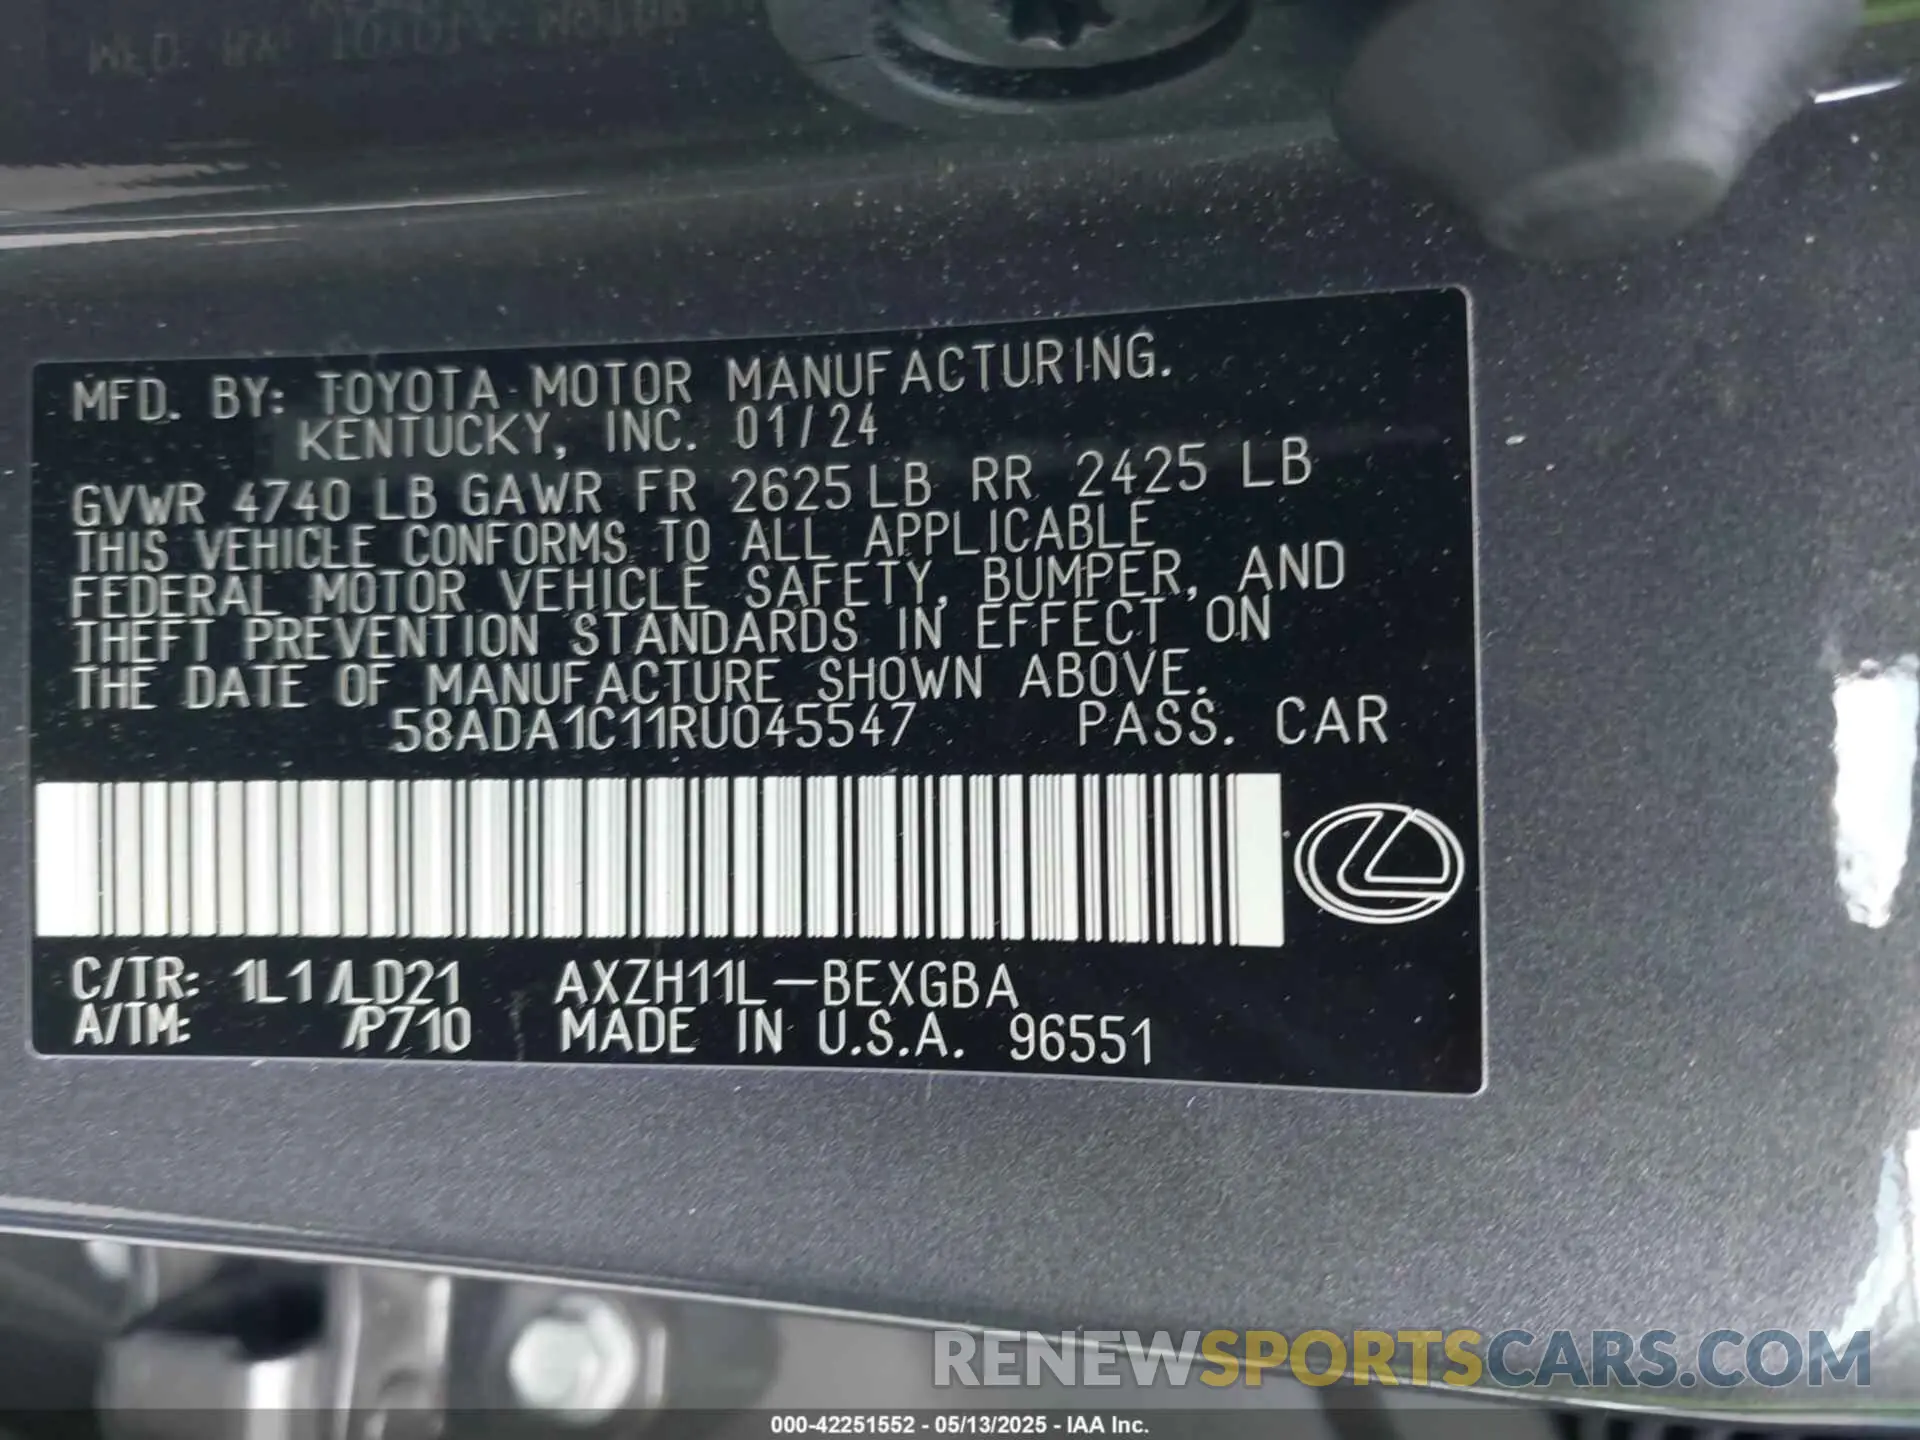 MFD. BY: TOYOTA MOTOR MANUFACTURING.
KENTUCKY, INC. 01/24
GVWR 4740 LB GAWR FR 2625 LB RR 2425 LB
THIS VEHICLE CONFORMS TO ALL APPLICABLE
FEDERAL MOTOR VEHICLE SAFETY, BUMPER, AND
THEFT PREVENTION STANDARDS IN EFFECT ON
THE DATE OF MANUFACTURE SHOWN ABOVE.
58ADA1C11RU045547 PASS. CAR
C/TR: 1L1 /LD21 AXZH11L-BEXGBA
A/TM: /P710 MADE IN U.S.A. 96551
RENEWSPORTSCARS.COM
000-42251552 - 05/13/2025 - IAA Inc.